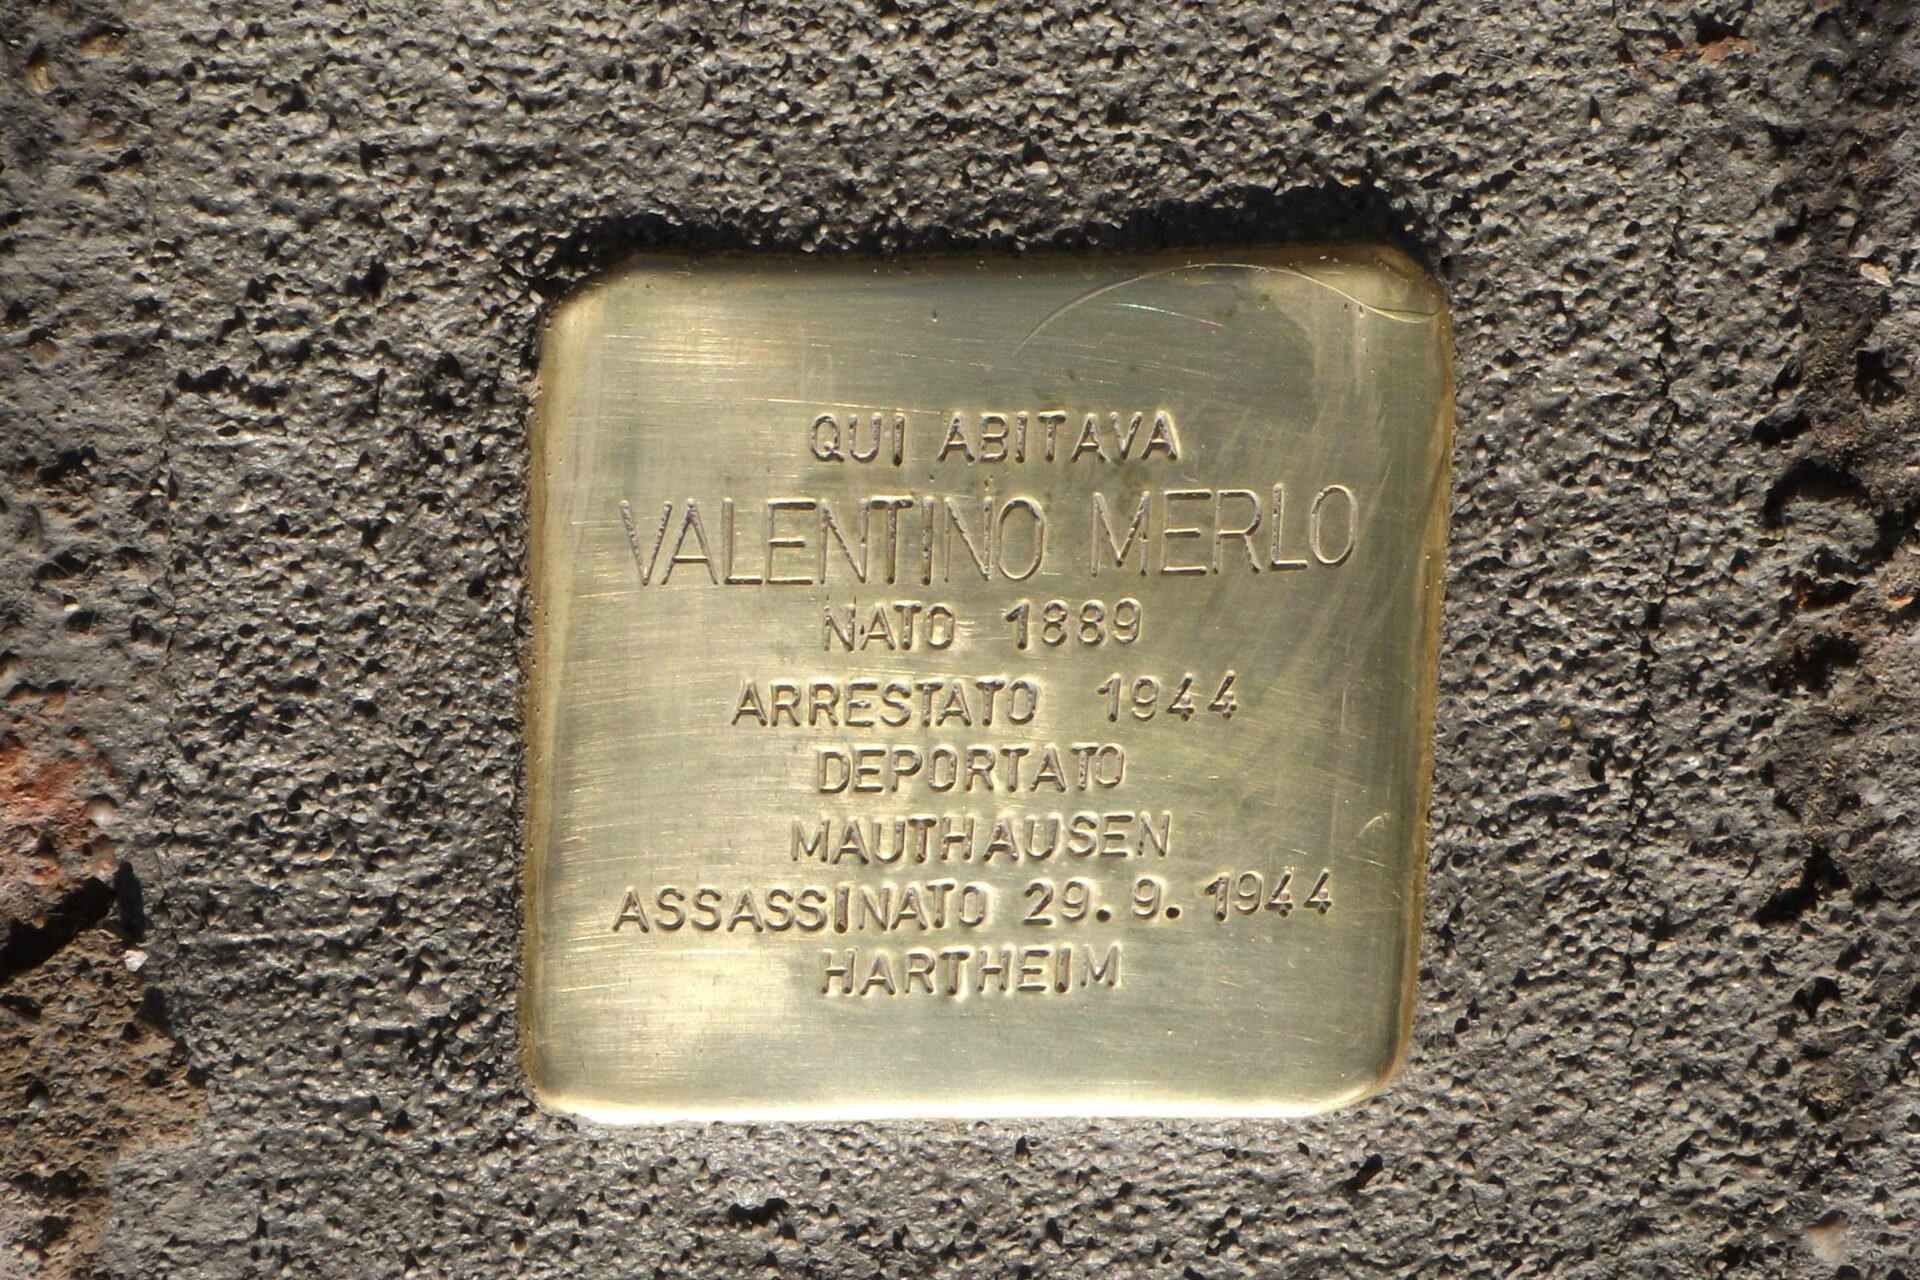 QUI ABITAVA
VALENTINO MERLO
NATO 1889
ARRESTATO 1944
DEPORTATO
MAUTHAUSEN
ASSASSINATO 29.9.1944
HARTHEIM